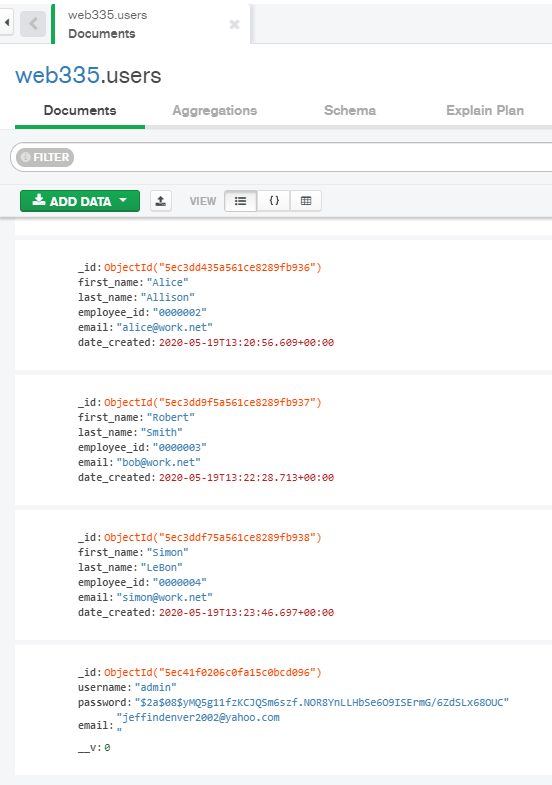 web335.users
Documents
web335.users
Documents Aggregations Schema Explain Plan
FILTER
ADD DATA VIEW { }
_id: ObjectId("5ec3dd435a561ce8289fb936")
first_name: "Alice"
last_name: "Allison"
employee_id: "0000002"
email: "alice@work.net"
date_created: 2020-05-19T13:20:56.609+00:00
_id: ObjectId("5ec3dd9f5a561ce8289fb937")
first_name: "Robert"
last_name: "Smith"
employee_id: "0000003"
email: "bob@work.net"
date_created: 2020-05-19T13:22:28.713+00:00
_id: ObjectId("5ec3ddf75a561ce8289fb938")
first_name: "Simon"
last_name: "LeBon"
employee_id: "0000004"
email: "simon@work.net"
date_created: 2020-05-19T13:23:46.697+00:00
_id: ObjectId("5ec41f0206c0fa15c0bcd096")
username: "admin"
password: "$2a$08$yMQ5g11fzKCJQSm6szf.NOR8YnLLHbSe6O9ISErmG/6ZdSLx68OUC"
email: "jeffindenver2002@yahoo.com
"
__v: 0